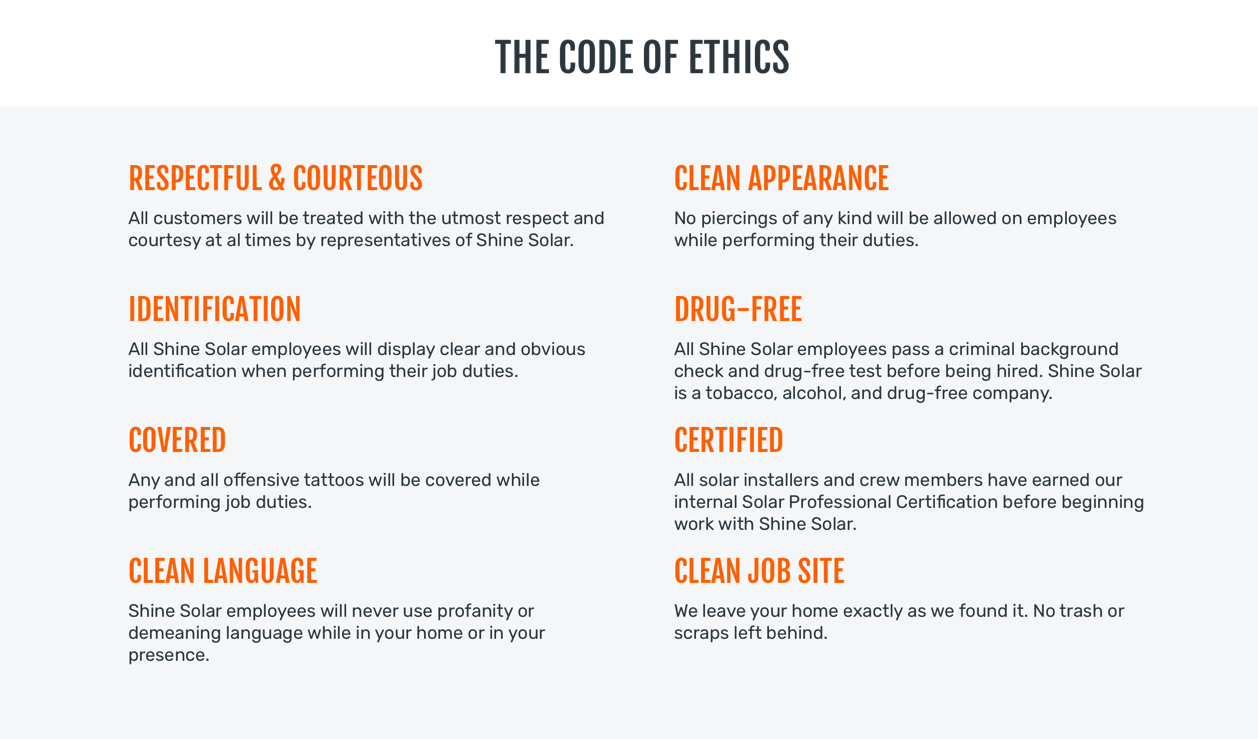 THE CODE OF ETHICS
RESPECTFUL & COURTEOUS
All customers will be treated with the utmost respect and
courtesy at al times by representatives of Shine Solar.
IDENTIFICATION
All Shine Solar employees will display clear and obvious
identification when performing their job duties.
COVERED
Any and all offensive tattoos will be covered while
performing job duties.
CLEAN LANGUAGE
Shine Solar employees will never use profanity or
demeaning language while in your home or in your
presence.
CLEAN APPEARANCE
No piercings of any kind will be allowed on employees
while performing their duties.
DRUG-FREE
All Shine Solar employees pass a criminal background
check and drug-free test before being hired. Shine Solar
is a tobacco, alcohol, and drug-free company.
CERTIFIED
All solar installers and crew members have earned our
internal Solar Professional Certification before beginning
work with Shine Solar.
CLEAN JOB SITE
We leave your home exactly as we found it. No trash or
scraps left behind.